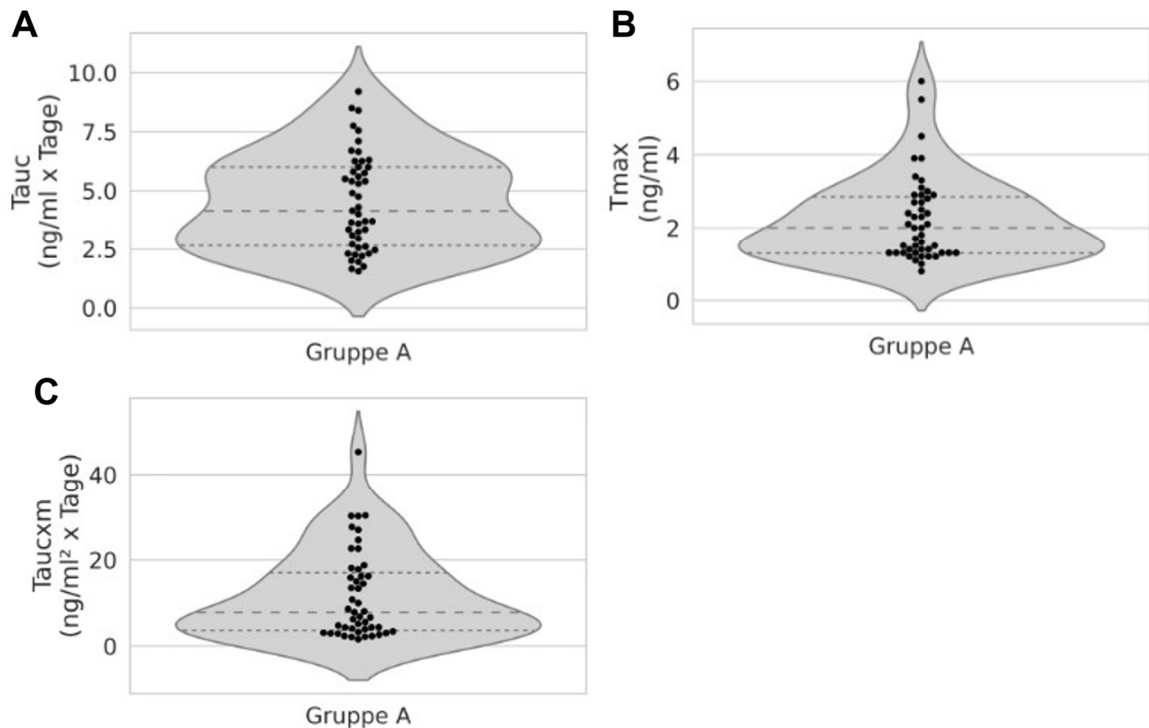 A
Tauc
(ng/ml x Tage)
10.0
7.5
5.0
2.5
0.0
Gruppe A
B
Tmax
(ng/ml)
6
4
2
0
Gruppe A
C
Taucxm
(ng/ml² x Tage)
40
20
0
Gruppe A